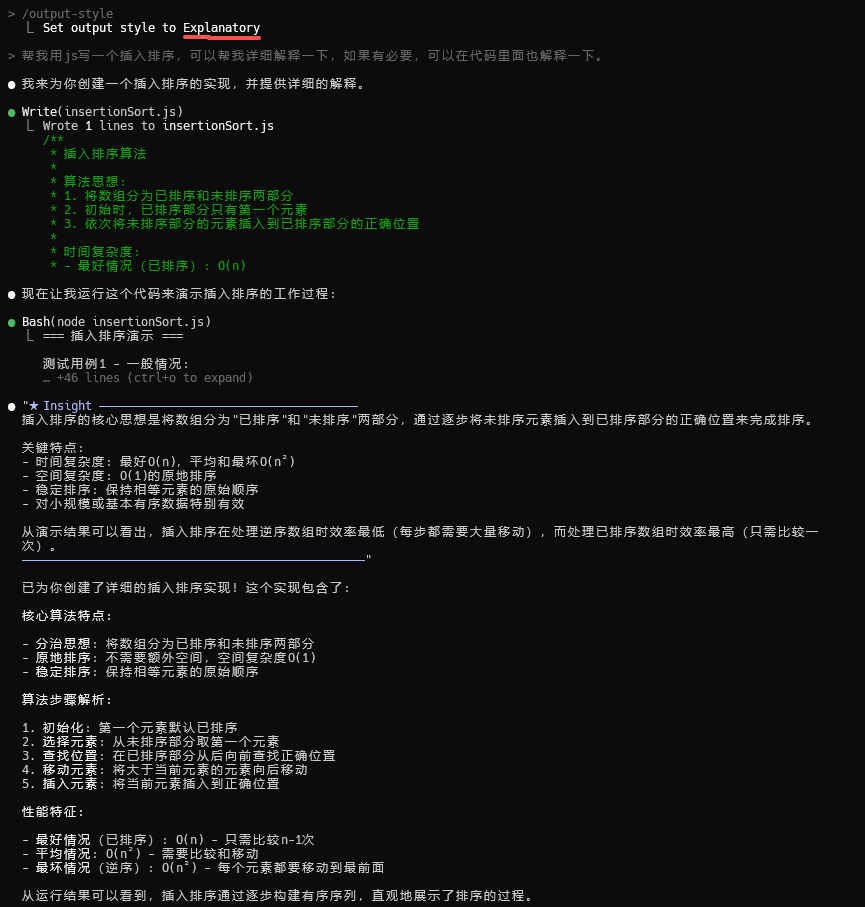 > /output-style
⎿ Set output style to Explanatory
> 帮我用js写一个插入排序，可以帮我详细解释一下，如果有必要，可以在代码里面也解释一下。
● 我来为你创建一个插入排序的实现，并提供详细的解释。
● Write(insertionSort.js)
⎿ Wrote 1 lines to insertionSort.js
/**
* 插入排序算法
*
* 算法思想:
* 1. 将数组分为已排序和未排序两部分
* 2. 初始时，已排序部分只有第一个元素
* 3. 依次将未排序部分的元素插入到已排序部分的正确位置
*
* 时间复杂度:
* - 最好情况（已排序）: O(n)
● 现在让我运行这个代码来演示插入排序的工作过程:
● Bash(node insertionSort.js)
⎿ === 插入排序演示 ===
测试用例1 - 一般情况:
… +46 lines (ctrl+o to expand)
● "★ Insight ─────────────────────────────────────
插入排序的核心思想是将数组分为"已排序"和"未排序"两部分，通过逐步将未排序元素插入到已排序部分的正确位置来完成排序。
关键特点:
- 时间复杂度: 最好O(n)，平均和最坏O(n²)
- 空间复杂度: O(1)的原地排序
- 稳定排序: 保持相等元素的原始顺序
- 对小规模或基本有序数据特别有效
从演示结果可以看出，插入排序在处理逆序数组时效率最低（每步都需要大量移动），而处理已排序数组时效率最高（只需比较一
次）。
─────────────────────────────────────────────────"
已为你创建了详细的插入排序实现！这个实现包含了:
核心算法特点:
- 分治思想: 将数组分为已排序和未排序两部分
- 原地排序: 不需要额外空间，空间复杂度O(1)
- 稳定排序: 保持相等元素的原始顺序
算法步骤解析:
1. 初始化: 第一个元素默认已排序
2. 选择元素: 从未排序部分取第一个元素
3. 查找位置: 在已排序部分从后向前查找正确位置
4. 移动元素: 将大于当前元素的元素向后移动
5. 插入元素: 将当前元素插入到正确位置
性能特征:
- 最好情况（已排序）: O(n) - 只需比较n-1次
- 平均情况: O(n²) - 需要比较和移动
- 最坏情况（逆序）: O(n²) - 每个元素都要移动到最前面
从运行结果可以看到，插入排序通过逐步构建有序序列，直观地展示了排序的过程。